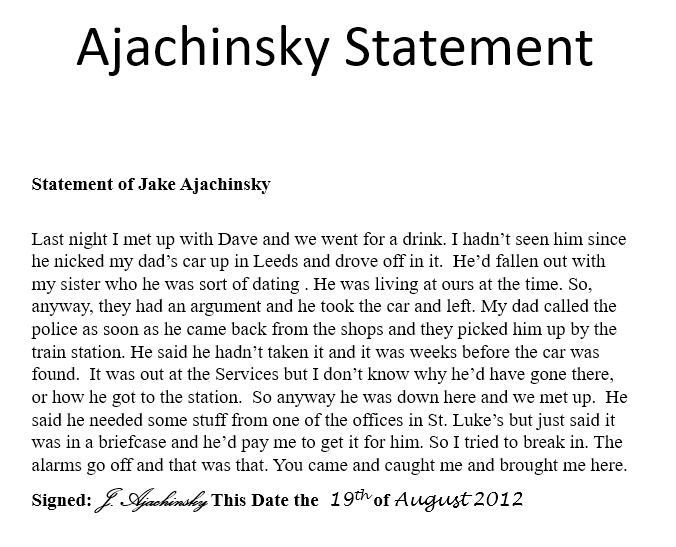 Ajachinsky Statement
Statement of Jake Ajachinsky
Last night I met up with Dave and we went for a drink. I hadn’t seen him since
he nicked my dad’s car up in Leeds and drove off in it.  He’d fallen out with
my sister who he was sort of dating . He was living at ours at the time. So,
anyway, they had an argument and he took the car and left. My dad called the
police as soon as he came back from the shops and they picked him up by the
train station. He said he hadn’t taken it and it was weeks before the car was
found.  It was out at the Services but I don’t know why he’d have gone there,
or how he got to the station.  So anyway he was down here and we met up.  He
said he needed some stuff from one of the offices in St. Luke’s but just said it
was in a briefcase and he’d pay me to get it for him. So I tried to break in. The
alarms go off and that was that. You came and caught me and brought me here.
Signed: J. Ajachinsky This Date the 19th of August 2012